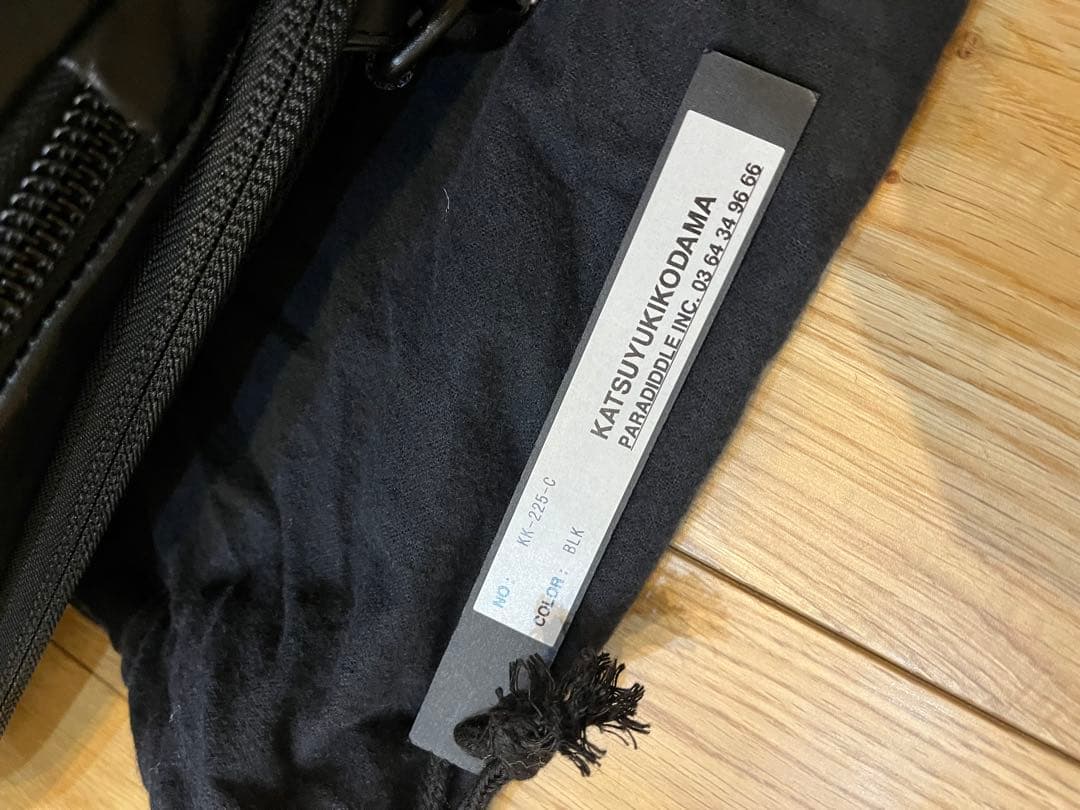 KATSUYUKIKODAMA
PARADIDDLE INC. 03 64 34 96 66
NO: KK-225-C
COLOR: BLK